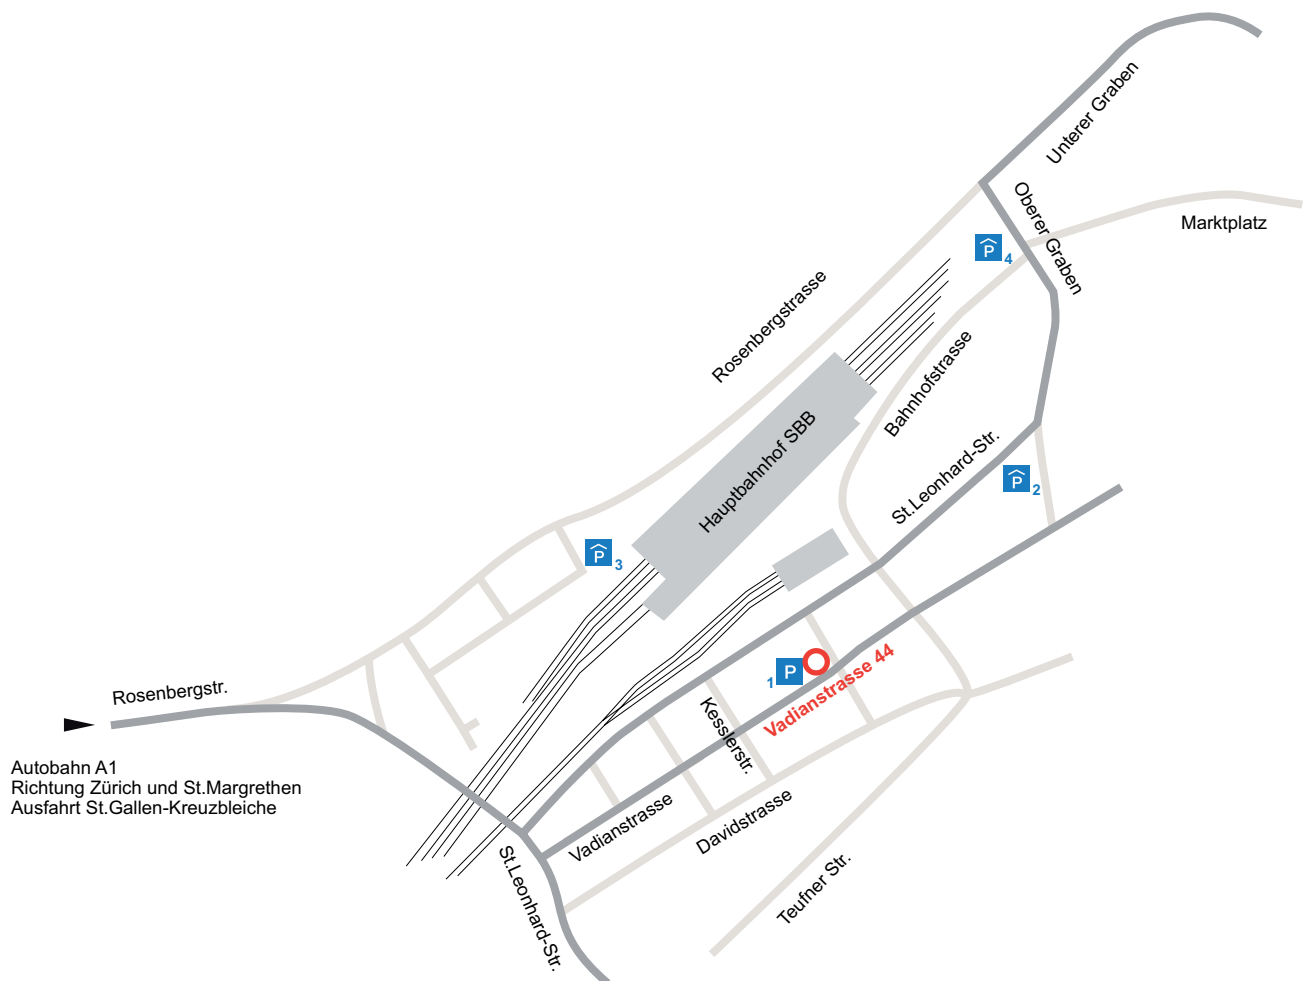 Unterer Graben
Oberer Graben
Marktplatz
P 4
Rosenbergstrasse
Bahnhofstrasse
Hauptbahnhof SBB
St.Leonhard-Str.
P 2
P 3
P 1
Vadianstrasse 44
Rosenbergstr.
Kesslerstr.
Autobahn A1
Richtung Zürich und St.Margrethen
Ausfahrt St.Gallen-Kreuzbleiche
Vadianstrasse
Davidstrasse
St.Leonhard-Str.
Teufner Str.